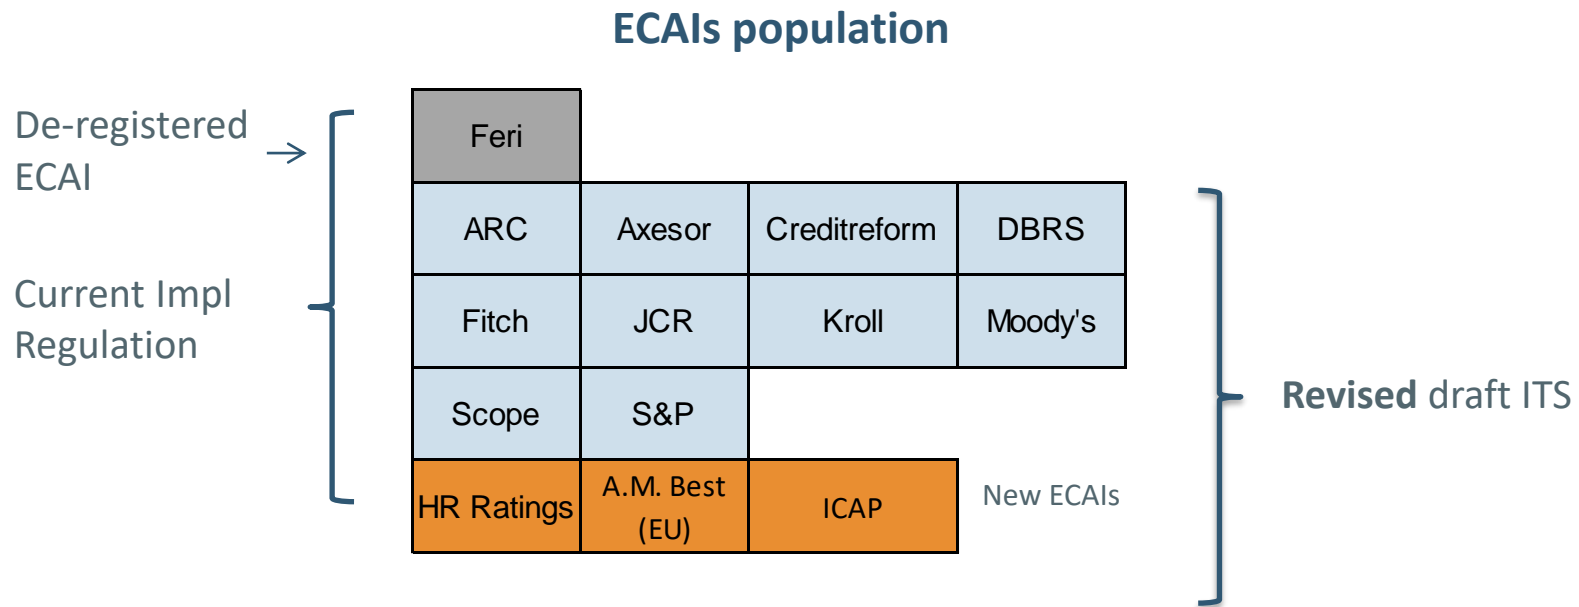 ECAIs population
De-registered
ECAI
Feri
ARC Axesor Creditreform DBRS
Current Impl
Regulation
Fitch JCR Kroll Moody's
Scope S&P
Revised draft ITS
HR Ratings A.M. Best
(EU) ICAP New ECAIs